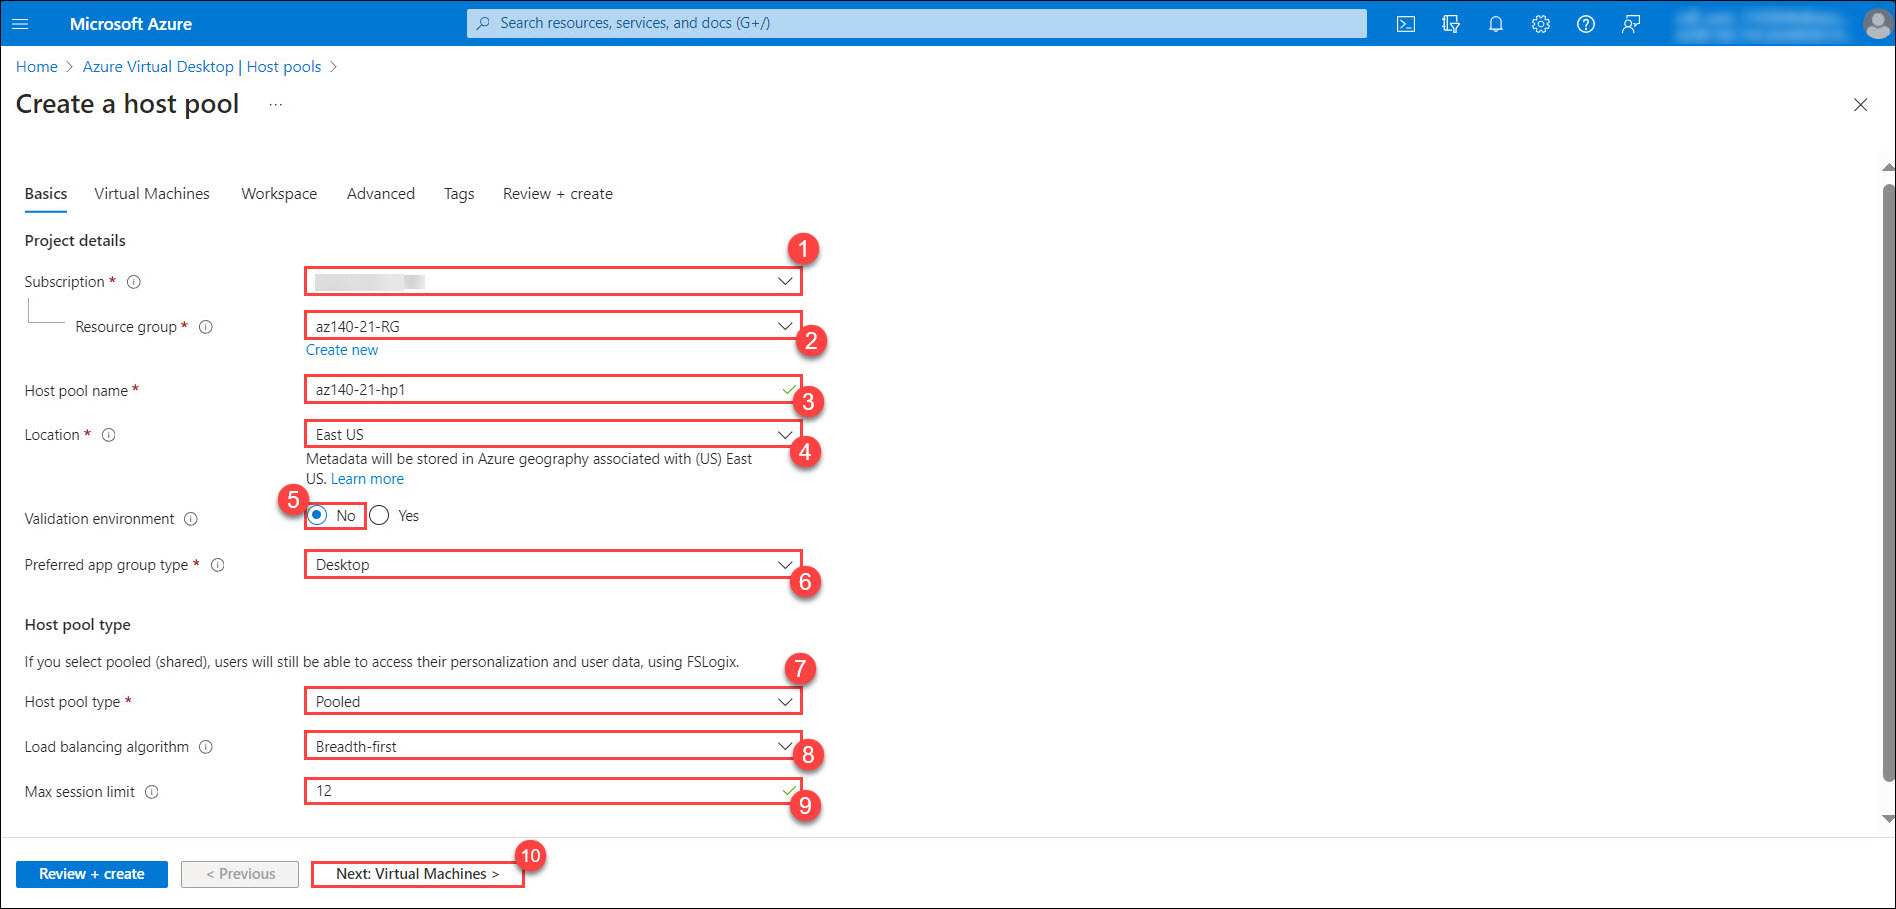 Microsoft Azure
Search resources, services, and docs (G+/)
Home > Azure Virtual Desktop | Host pools >
Create a host pool ...
Basics Virtual Machines Workspace Advanced Tags Review + create
Project details
1
Subscription *
Resource group * az140-21-RG
2
Create new
Host pool name * az140-21-hp1
3
Location * East US
4
Metadata will be stored in Azure geography associated with (US) East
US. Learn more
5
Validation environment No Yes
Preferred app group type * Desktop
6
Host pool type
If you select pooled (shared), users will still be able to access their personalization and user data, using FSLogix.
7
Host pool type * Pooled
Load balancing algorithm Breadth-first
8
Max session limit 12
9
10
Review + create < Previous Next: Virtual Machines >